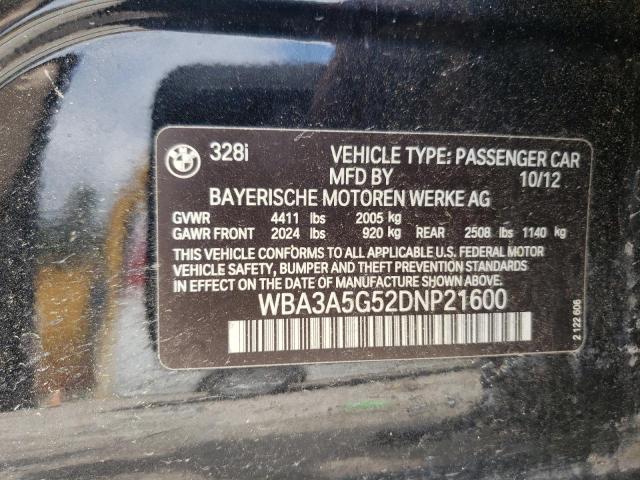 BMW 328i VEHICLE TYPE: PASSENGER CAR
MFD BY 10/12
BAYERISCHE MOTOREN WERKE AG
GVWR 4411 lbs 2005 kg
GAWR FRONT 2024 lbs 920 kg REAR 2508 lbs 1140 kg
THIS VEHICLE CONFORMS TO ALL APPLICABLE U.S. FEDERAL MOTOR
VEHICLE SAFETY, BUMPER AND THEFT PREVENTION STANDARDS
IN EFFECT ON THE DATE OF MANUFACTURE SHOWN ABOVE.
WBA3A5G52DNP21600
2 122 606